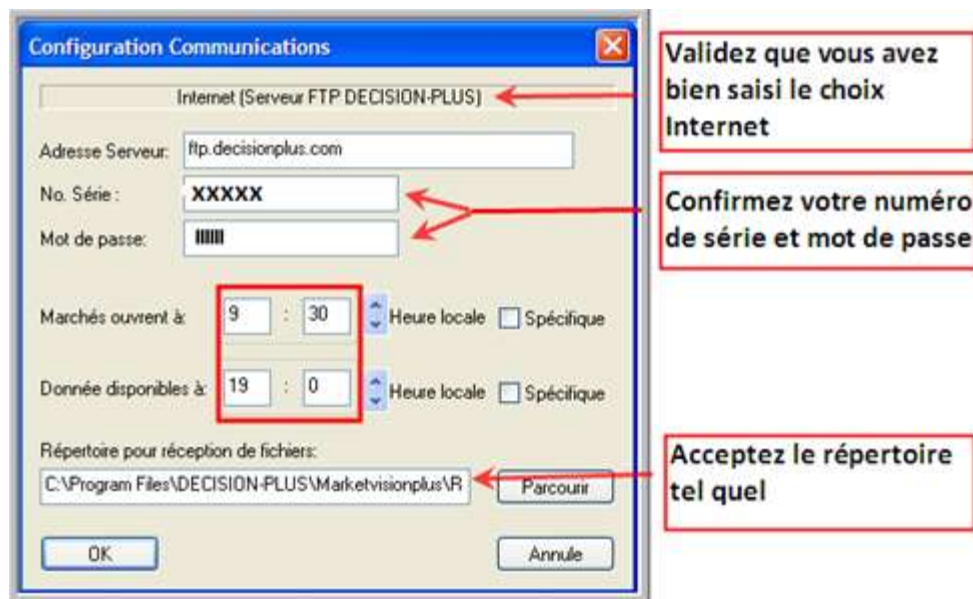 Configuration Communications
Internet (Serveur FTP DECISION-PLUS)
Validez que vous avez
bien saisi le choix
Internet
Adresse Serveur: ftp.decisionplus.com
No. Série : XXXXX
Mot de passe:
Confirmez votre numéro
de série et mot de passe
Marchés ouvrent à: 9 : 30 Heure locale Spécifique
Donnée disponibles à: 19 : 0 Heure locale Spécifique
Répertoire pour réception de fichiers:
C:\Program Files\DECISION-PLUS\Marketvisionplus\R Parcourir
Acceptez le répertoire
tel quel
OK Annule